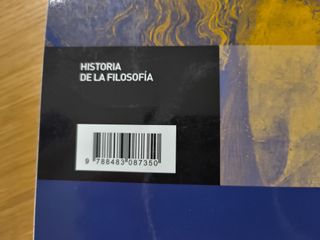 HISTORIA
DE LA FILOSOFÍA
9 788483 087350